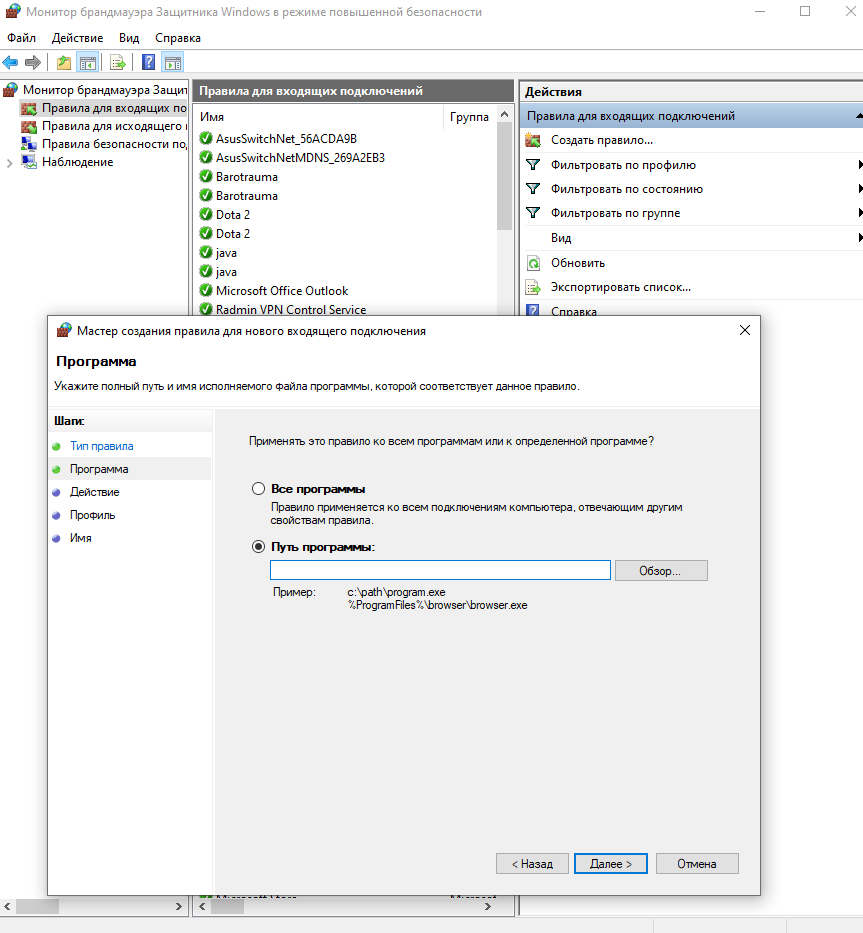 Монитор брандмауэра Защитника Windows в режиме повышенной безопасности
Файл Действие Вид Справка
Монитор брандмауэра Защит
Правила для входящих по
Правила для исходящего
Правила безопасности по
Наблюдение
Правила для входящих подключений
Имя Группа
AsusSwitchNet_56ACDA9B
AsusSwitchNetMDNS_269A2EB3
Barotrauma
Barotrauma
Dota 2
Dota 2
java
java
Microsoft Office Outlook
Radmin VPN Control Service
Действия
Правила для входящих подключений
Создать правило...
Фильтровать по профилю
Фильтровать по состоянию
Фильтровать по группе
Вид
Обновить
Экспортировать список...
Справка
Мастер создания правила для нового входящего подключения
Программа
Укажите полный путь и имя исполняемого файла программы, которой соответствует данное правило.
Шаги:
Тип правила
Программа
Действие
Профиль
Имя
Применять это правило ко всем программам или к определенной программе?
Все программы
Правило применяется ко всем подключениям компьютера, отвечающим другим
свойствам правила.
Путь программы:
Обзор...
Пример: c:\path\program.exe
%ProgramFiles%\browser\browser.exe
< Назад Далее > Отмена